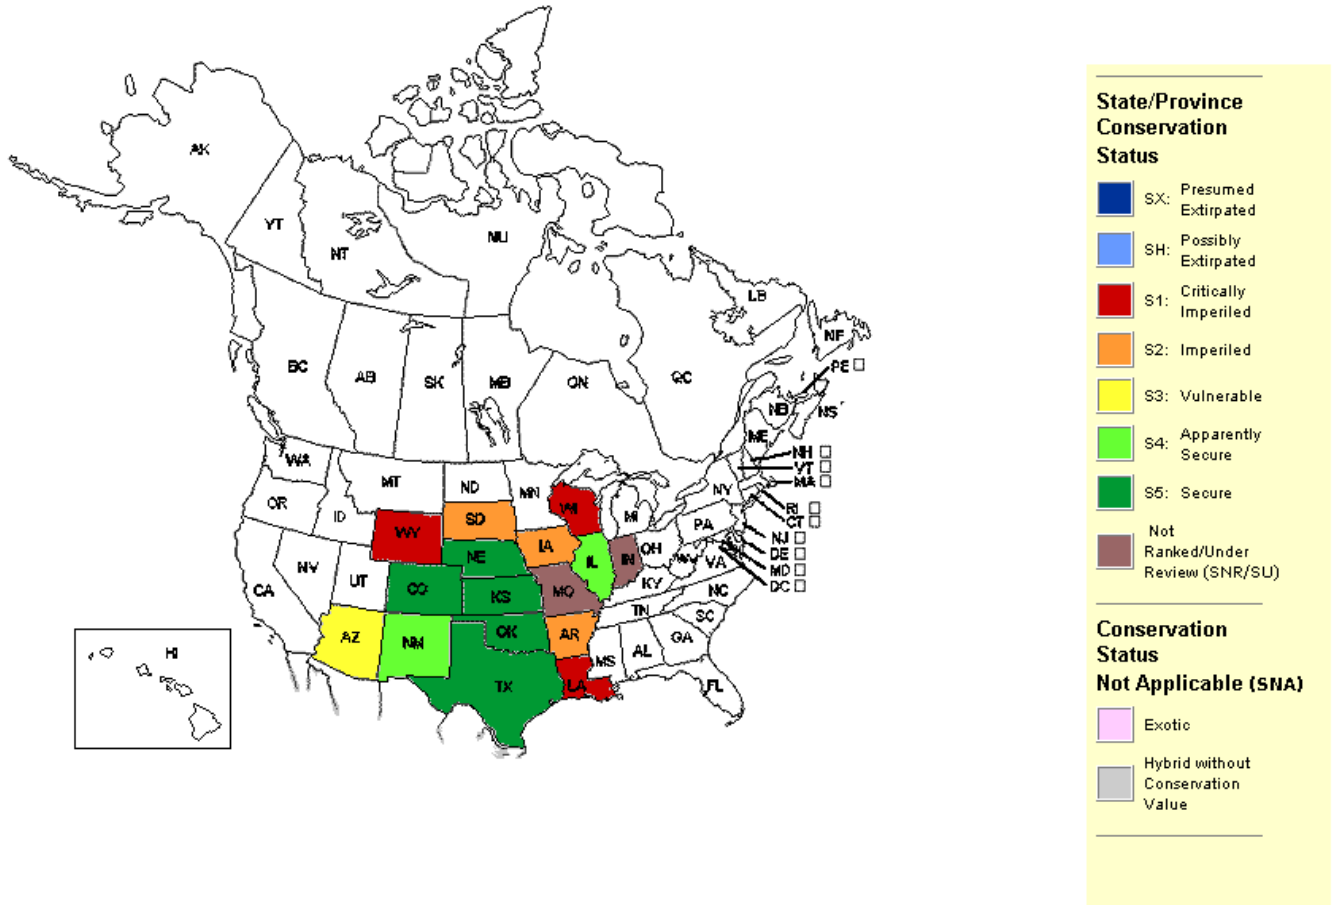 AK
YT
NT
NU
LB
NF
PE
BC
AB
SK
MB
ON
QC
NB
NS
ME
WA
MT
ND
MN
NH
VT
MA
OR
ID
WY
SD
WI
MI
NY
RI
CT
NJ
PA
DE
MD
DC
NV
UT
CA
NE
IA
IL
IN
OH
WV
VA
CO
KS
MO
KY
NC
TN
SC
AZ
NM
OK
AR
MS
AL
GA
TX
LA
FL
HI
State/Province
Conservation
Status
SX: Presumed
Extirpated
SH: Possibly
Extirpated
S1: Critically
Imperiled
S2: Imperiled
S3: Vulnerable
S4: Apparently
Secure
S5: Secure
Not
Ranked/Under
Review (SNR/SU)
Conservation
Status
Not Applicable (SNA)
Exotic
Hybrid without
Conservation
Value